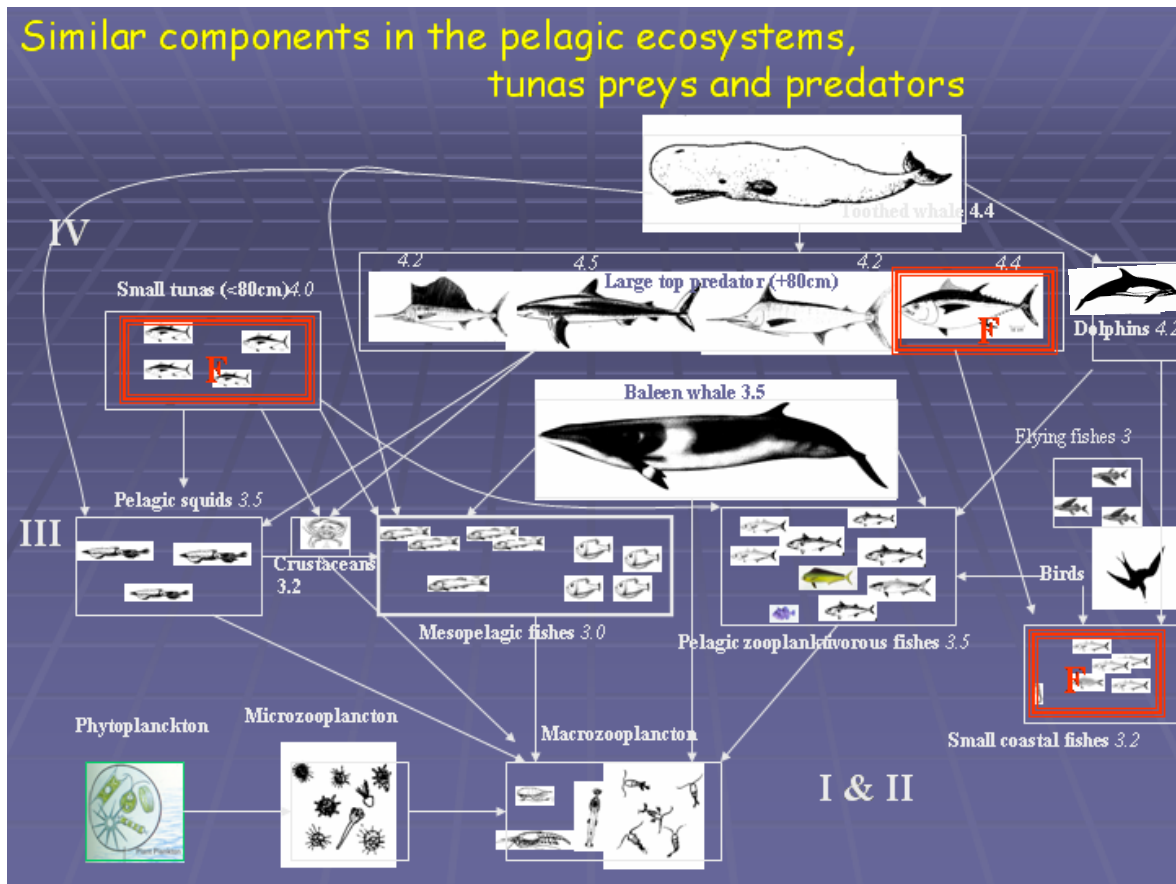 Similar components in the pelagic ecosystems,
tunas preys and predators
Toothed whale 4.4
IV
4.2
4.5
4.2
4.4
Small tunas (<80cm)4.0
Large top predator (+80cm)
F
F
Dolphins 4.2
Baleen whale 3.5
Flying fishes 3
Pelagic squids 3.5
III
Crustaceans
3.2
Birds
Mesopelagic fishes 3.0
Pelagic zooplanktivorous fishes 3.5
F
Phytoplanckton
Microzooplancton
Macrozooplancton
Small coastal fishes 3.2
I & II
Plant Plankton